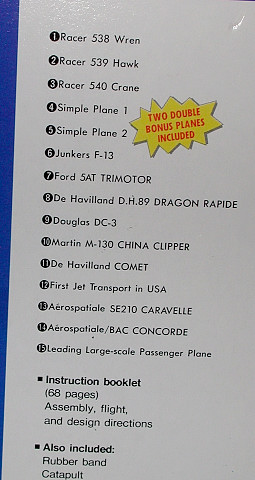 ❶Racer 538 Wren
❷Racer 539 Hawk
❸Racer 540 Crane
❹Simple Plane 1
❺Simple Plane 2
TWO DOUBLE
BONUS PLANES
INCLUDED
❻Junkers F-13
❼Ford 5AT TRIMOTOR
❽De Havilland D.H.89 DRAGON RAPIDE
❾Douglas DC-3
❿Martin M-130 CHINA CLIPPER
⓫De Havilland COMET
⓬First Jet Transport in USA
⓭Aérospatiale SE210 CARAVELLE
⓮Aérospatiale/BAC CONCORDE
⓯Leading Large-scale Passenger Plane
■ Instruction booklet
(68 pages)
Assembly, flight,
and design directions
■ Also included:
Rubber band
Catapult